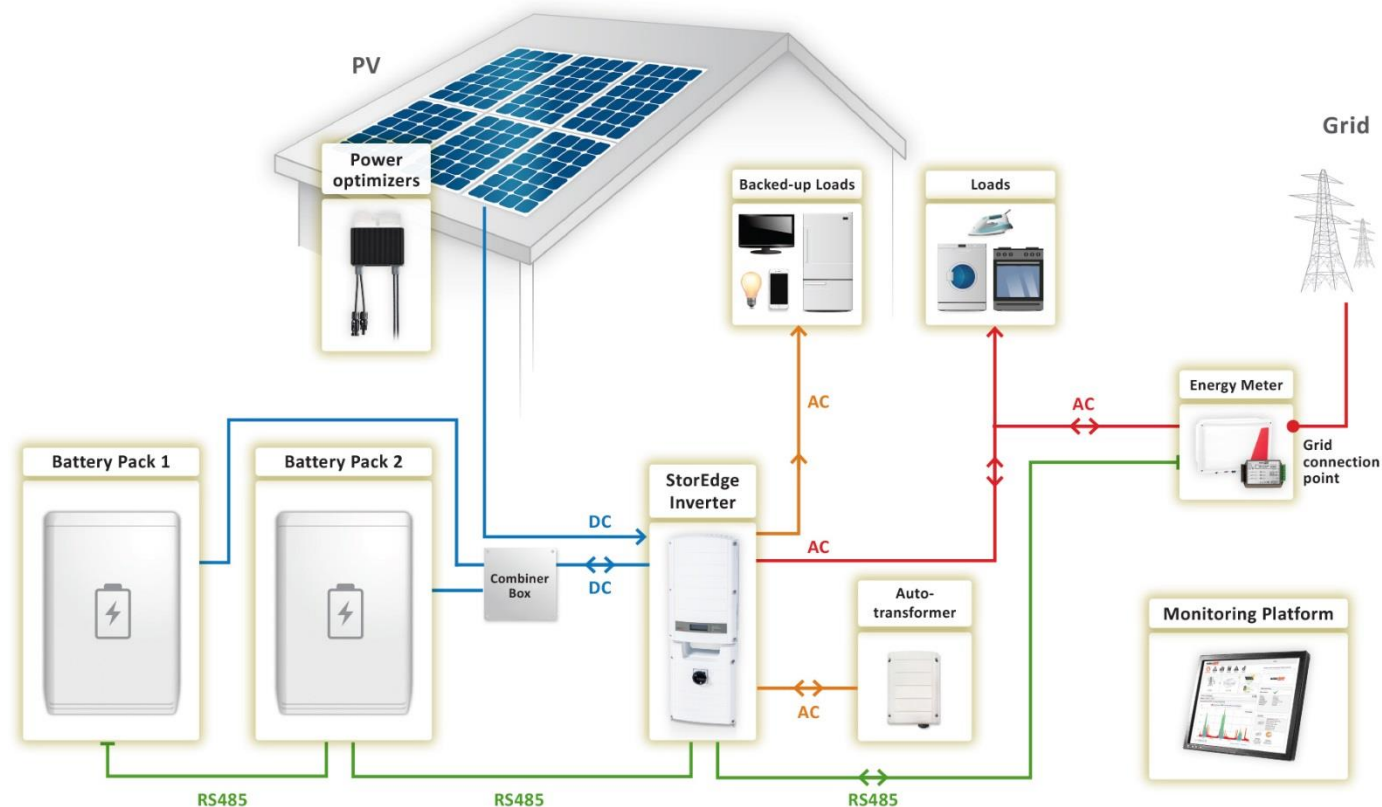 PV
Grid
Power
optimizers
Backed-up Loads
Loads
Energy Meter
AC
AC
Grid
connection
point
Battery Pack 1
Battery Pack 2
StorEdge
Inverter
DC
DC
Combiner
Box
AC
Auto-
transformer
AC
Monitoring Platform
RS485
RS485
RS485